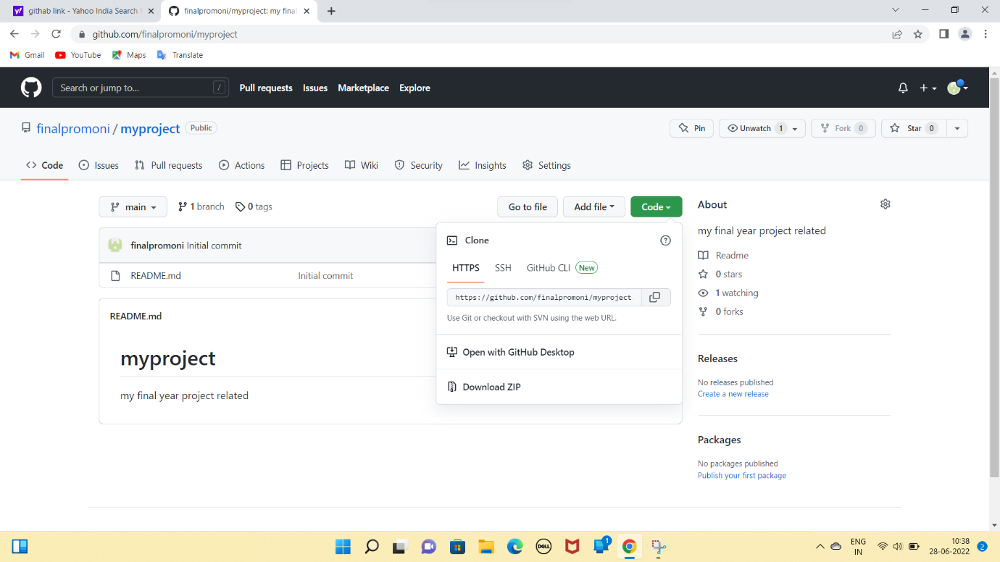 githab link - Yahoo India Search
finalpromoni/myproject: my final
github.com/finalpromoni/myproject
Gmail YouTube Maps Translate
Search or jump to... / Pull requests Issues Marketplace Explore
finalpromoni / myproject Public
Pin Unwatch 1 Fork 0 Star 0
Code Issues Pull requests Actions Projects Wiki Security Insights Settings
main 1 branch 0 tags Go to file Add file Code
finalpromoni Initial commit
README.md Initial commit
README.md
myproject
my final year project related
Clone
HTTPS SSH GitHub CLI New
https://github.com/finalpromoni/myproject
Use Git or checkout with SVN using the web URL.
Open with GitHub Desktop
Download ZIP
About
my final year project related
Readme
0 stars
1 watching
0 forks
Releases
No releases published
Create a new release
Packages
No packages published
Publish your first package
DELL
1
ENG
IN
10:38
28-06-2022
2